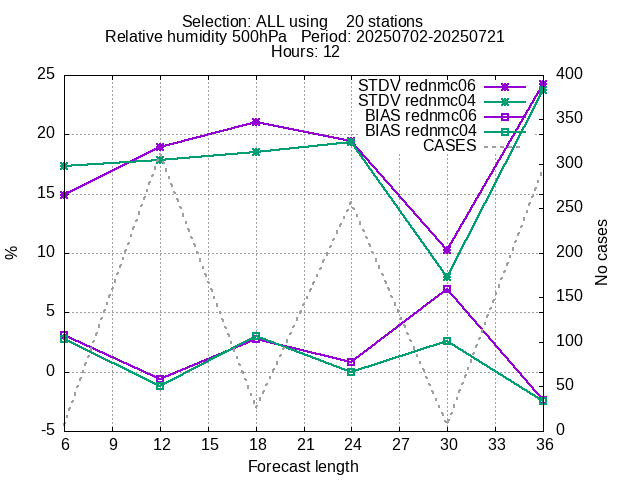 Selection: ALL using    20 stations
Relative humidity 500hPa   Period: 20250702-20250721
Hours: 12
STDV rednmc06
STDV rednmc04
BIAS rednmc06
BIAS rednmc04
CASES
25
20
15
10
5
0
-5
%
400
350
300
250
200
150
100
50
0
No cases
6 9 12 15 18 21 24 27 30 33 36
Forecast length